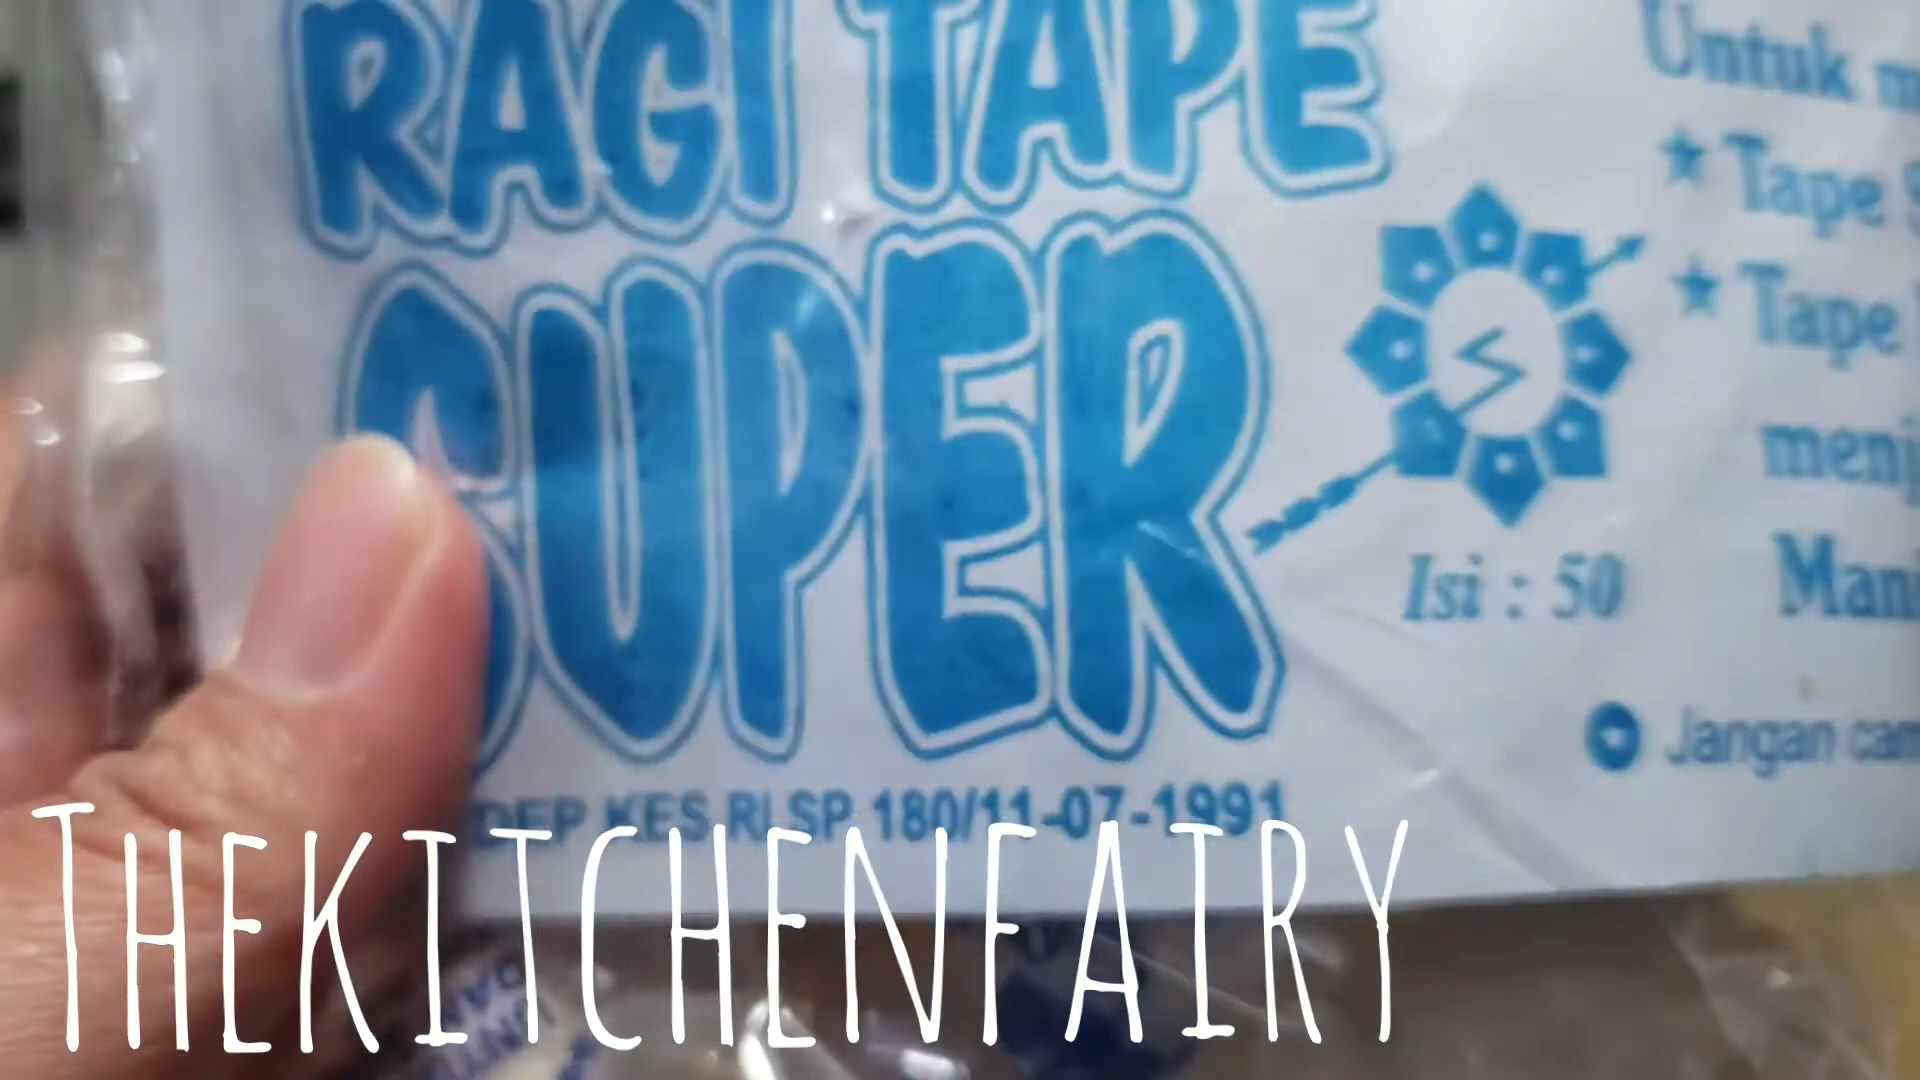 RAGI TAPE
SUPER
DEP KES RI SP. 180/11-07-1991
Isi : 50
Untuk
★ Tape
★ Tape
Jangan
THEKITCHENFAIRY